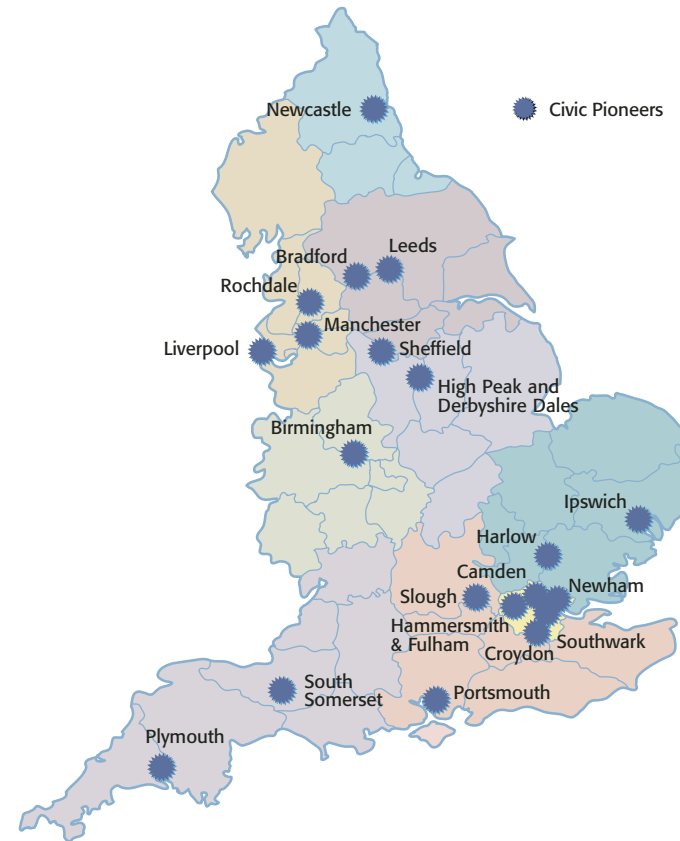 Newcastle
Civic Pioneers
Leeds
Bradford
Rochdale
Manchester
Liverpool
Sheffield
High Peak and
Derbyshire Dales
Birmingham
Ipswich
Harlow
Camden
Newham
Slough
Hammersmith
& Fulham
Southwark
Croydon
South
Somerset
Portsmouth
Plymouth